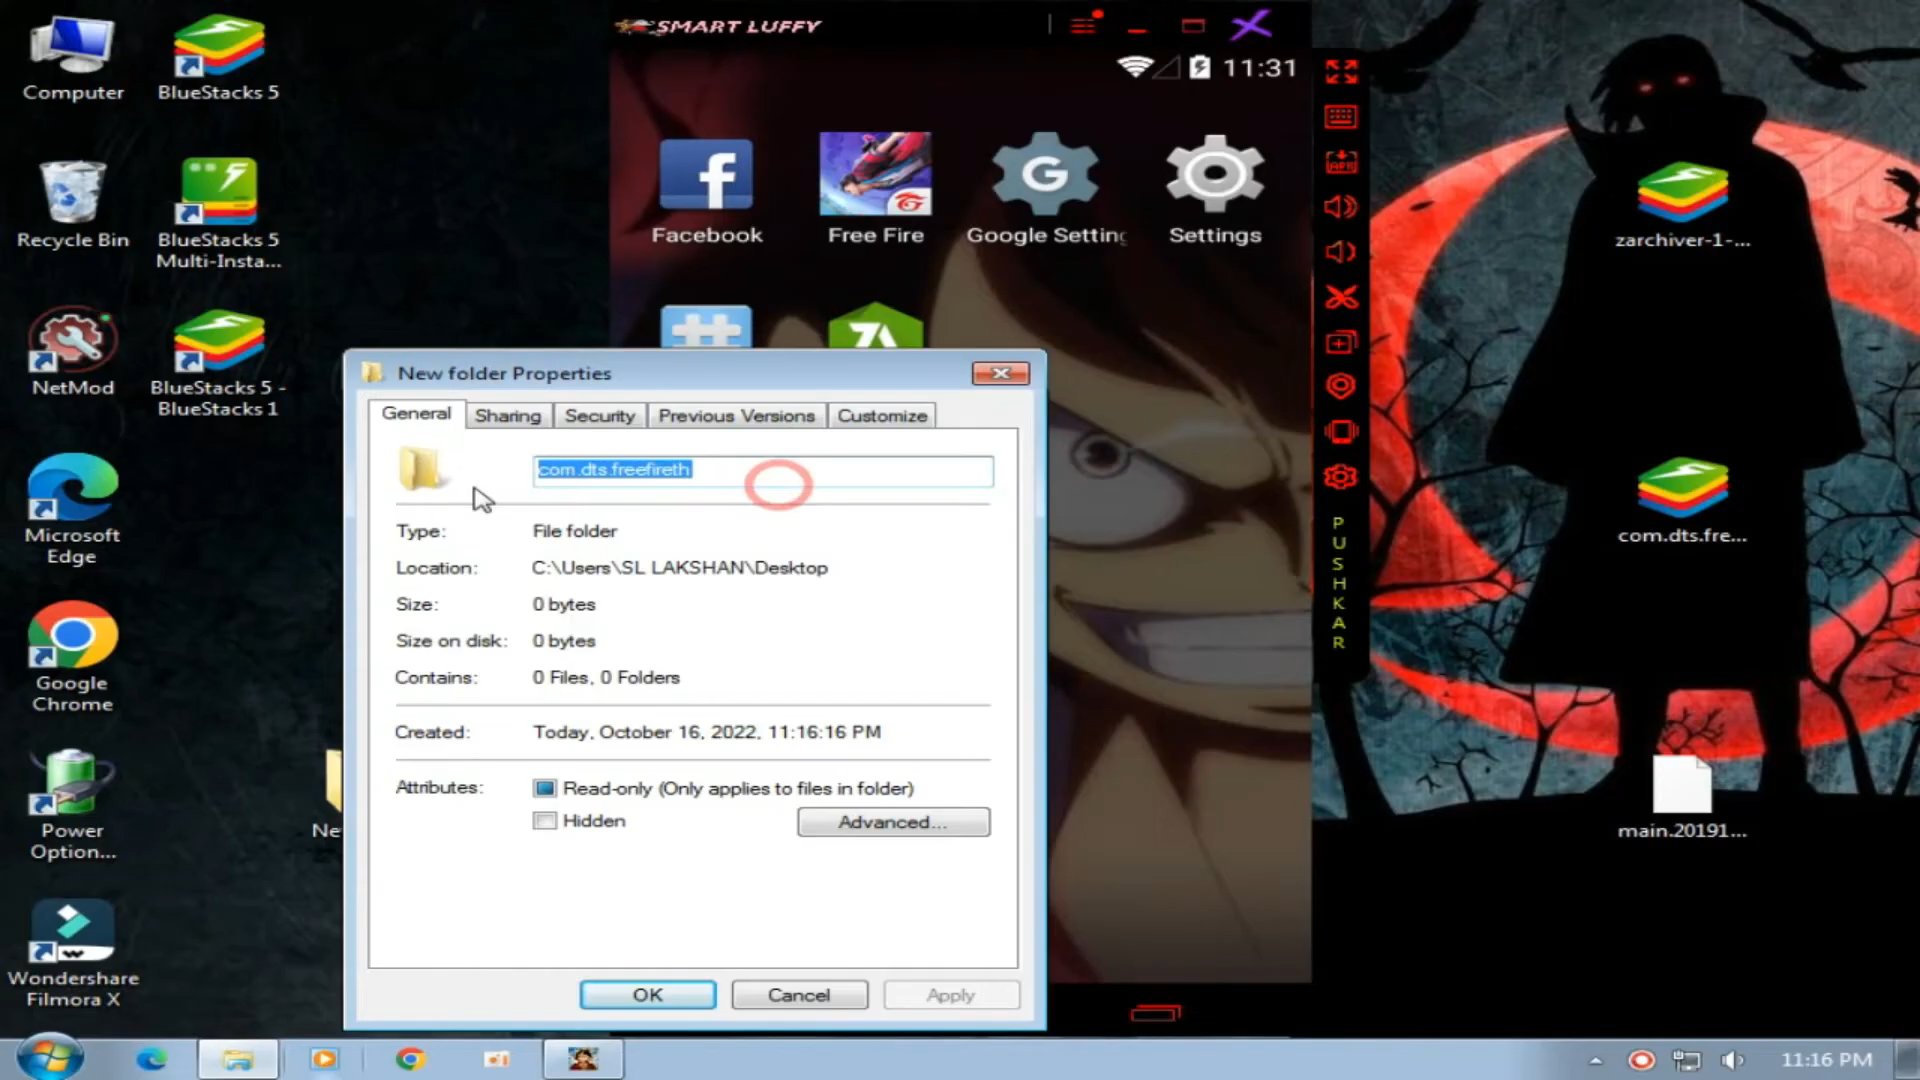 Computer
BlueStacks 5
Recycle Bin
BlueStacks 5
Multi-Insta...
NetMod
BlueStacks 5 -
BlueStacks 1
Microsoft
Edge
Google
Chrome
Power
Option...
Wondershare
Filmora X
Ne
SMART LUFFY
11:31
Facebook
Free Fire
Google Setting
Settings
PUSHKAR
New folder Properties
General
Sharing
Security
Previous Versions
Customize
com.dts.freefireth
Type: File folder
Location: C:\Users\SL LAKSHAN\Desktop
Size: 0 bytes
Size on disk: 0 bytes
Contains: 0 Files, 0 Folders
Created: Today, October 16, 2022, 11:16:16 PM
Attributes: Read-only (Only applies to files in folder)
Hidden
Advanced...
OK
Cancel
Apply
zarchiver-1-...
com.dts.fre...
main.20191...
11:16 PM